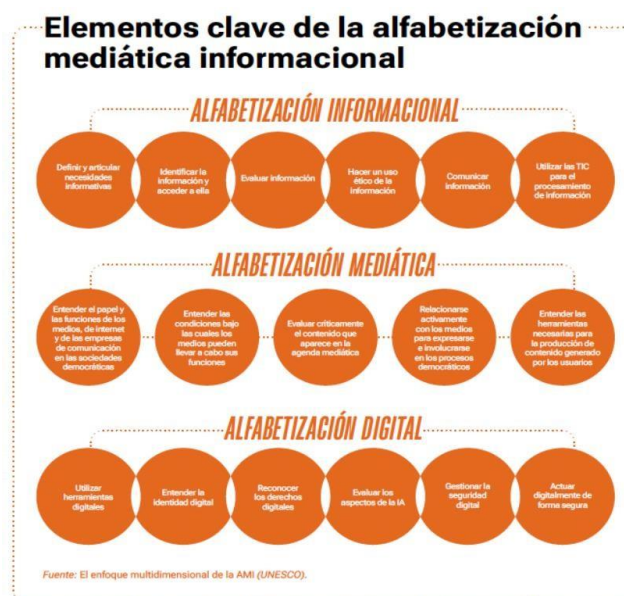 Elementos clave de la alfabetización
mediática informacional
ALFABETIZACIÓN INFORMACIONAL
Definir y articular
necesidades
informativas
Identificar la
información y
acceder a ella
Evaluar información
Hacer un uso
ético de la
información
Comunicar
información
Utilizar las TIC
para el
procesamiento
de información
ALFABETIZACIÓN MEDIÁTICA
Entender el papel y
las funciones de los
medios, de internet
y de las empresas
de comunicación
en las sociedades
democráticas
Entender las
condiciones bajo
las cuales los
medios pueden
llevar a cabo sus
funciones
Evaluar críticamente
el contenido que
aparece en la
agenda mediática
Relacionarse
activamente
con los medios
para expresarse
e involucrarse
en los procesos
democráticos
Entender las
herramientas
necesarias para
la producción de
contenido generado
por los usuarios
ALFABETIZACIÓN DIGITAL
Utilizar
herramientas
digitales
Entender la
identidad digital
Reconocer
los derechos
digitales
Evaluar los
aspectos de la IA
Gestionar la
seguridad
digital
Actuar
digitalmente de
forma segura
Fuente: El enfoque multidimensional de la AMI (UNESCO).